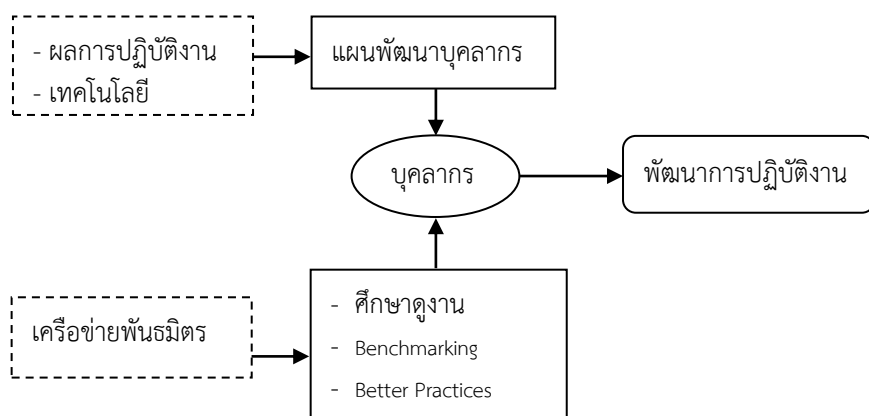 - ผลการปฏิบัติงาน
- เทคโนโลยี
แผนพัฒนาบุคลากร
บุคลากร
พัฒนาการปฏิบัติงาน
เครือข่ายพันธมิตร
- ศึกษาดูงาน
- Benchmarking
- Better Practices